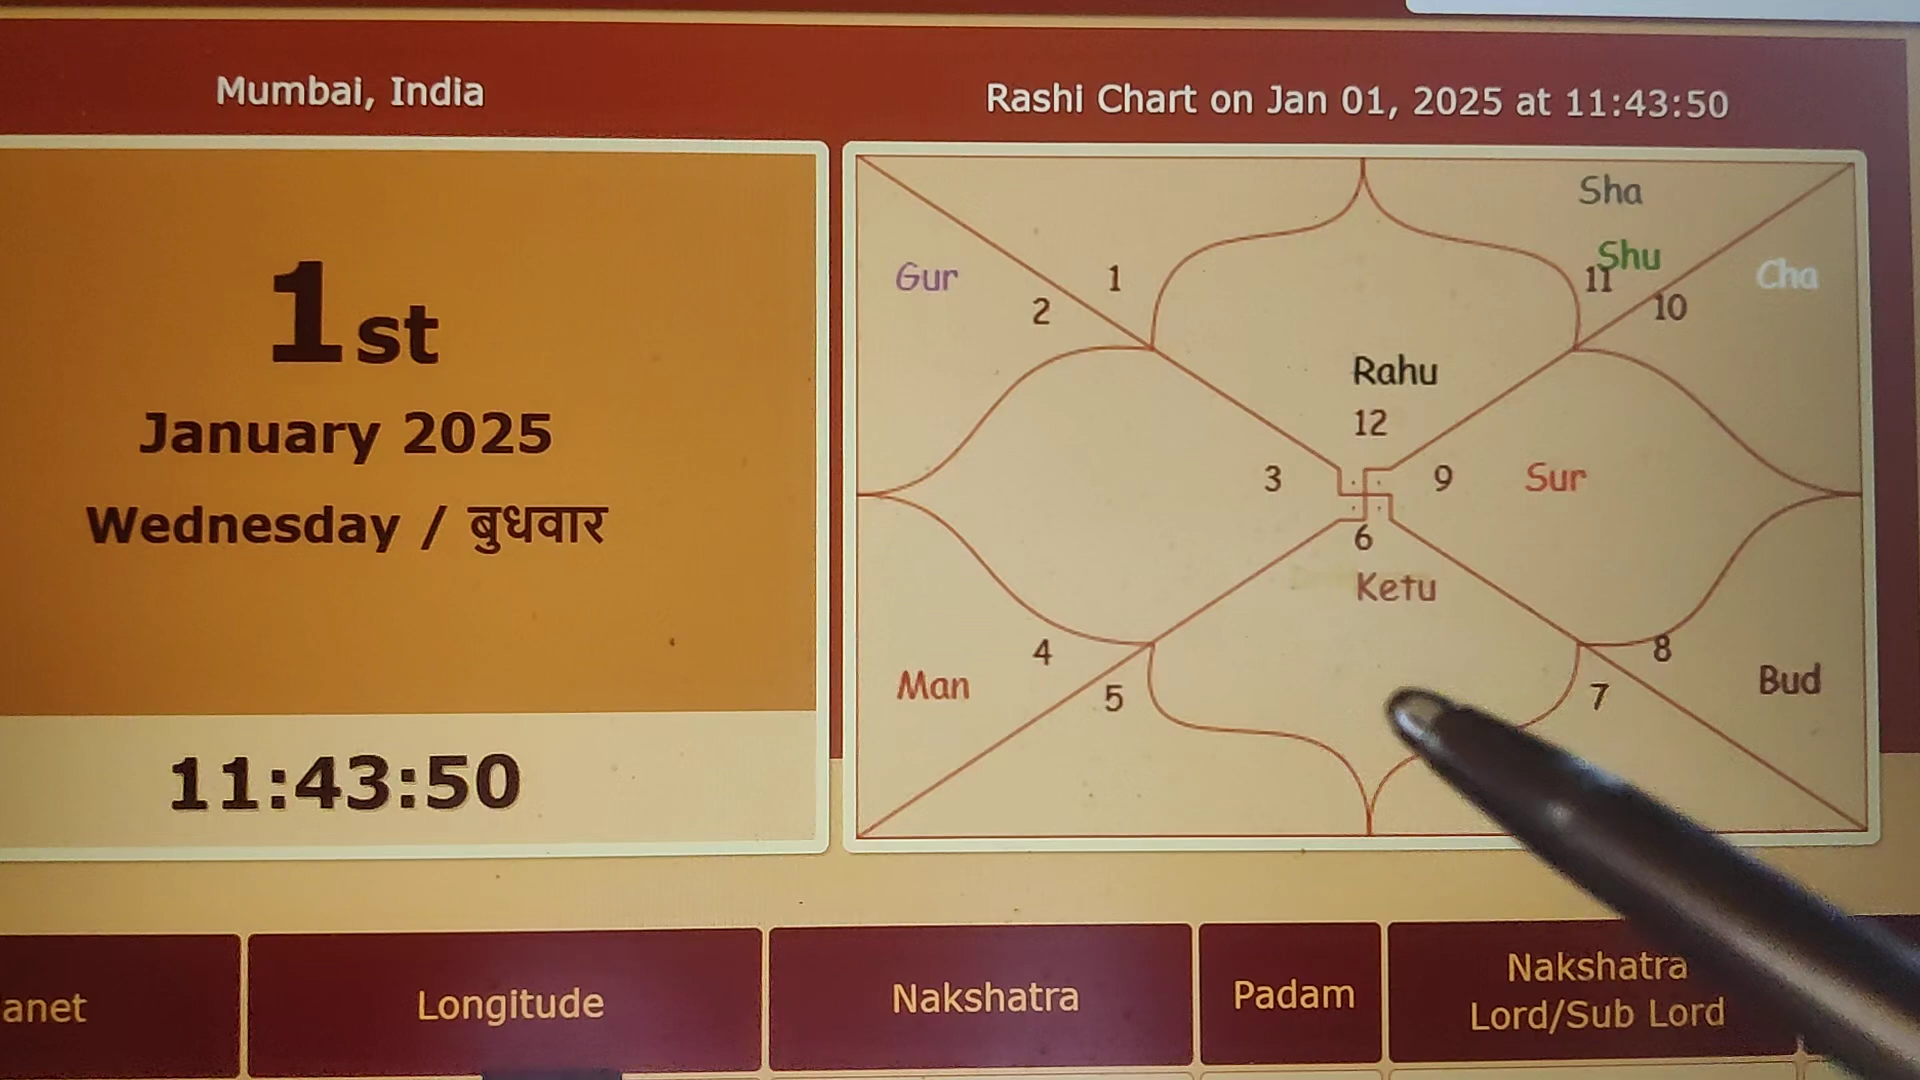 Mumbai, India
Rashi Chart on Jan 01, 2025 at 11:43:50
1st
January 2025
Wednesday / बुधवार
11:43:50
Sha
Shu
11
Gur
1
2
Cha
10
Rahu
12
3
9
Sur
6
Ketu
4
8
Man
5
7
Bud
anet
Longitude
Nakshatra
Padam
Nakshatra
Lord/Sub Lord